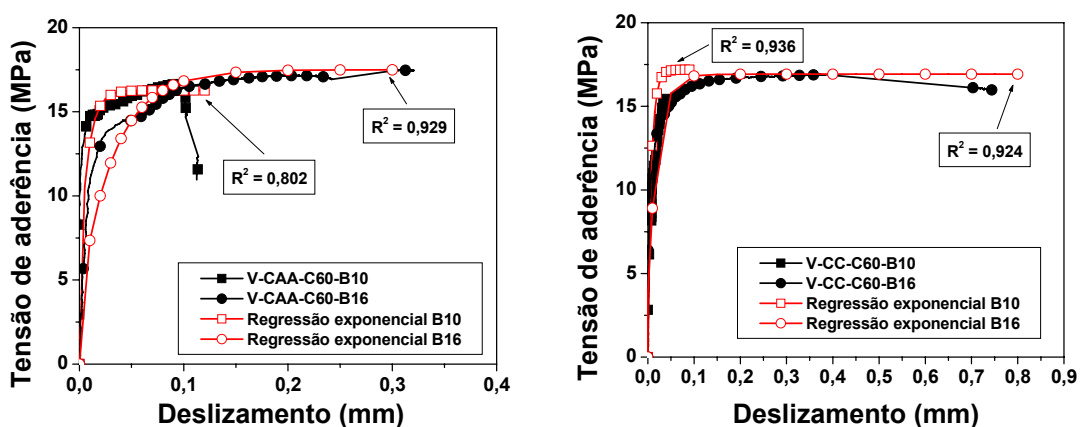 Tensão de aderência (MPa)
20
15
10
5
0
R² = 0,929
R² = 0,802
V-CAA-C60-B10
V-CAA-C60-B16
Regressão exponencial B10
Regressão exponencial B16
0,0 0,1 0,2 0,3 0,4
Deslizamento (mm)
Tensão de aderência (MPa)
20
15
10
5
0
R² = 0,936
R² = 0,924
V-CC-C60-B10
V-CC-C60-B16
Regressão exponencial B10
Regressão exponencial B16
0,0 0,1 0,2 0,3 0,4 0,5 0,6 0,7 0,8 0,9
Deslizamento (mm)